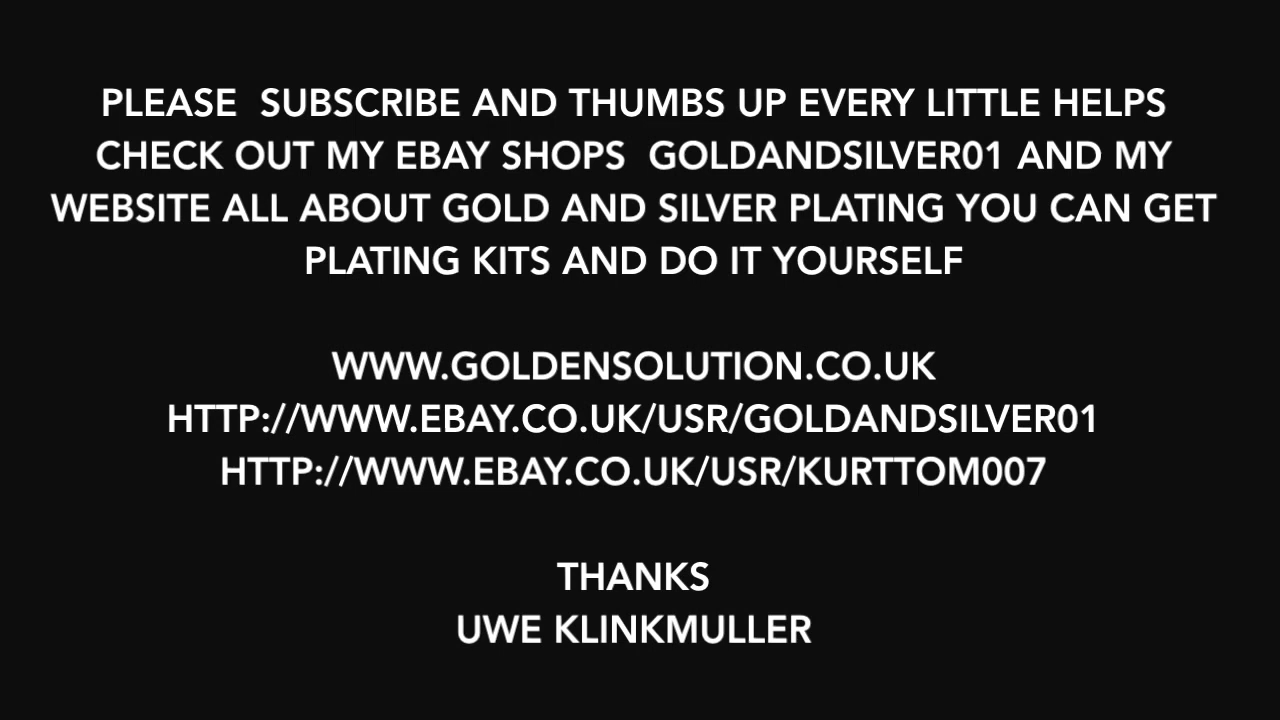 PLEASE  SUBSCRIBE AND THUMBS UP EVERY LITTLE HELPS
CHECK OUT MY EBAY SHOPS  GOLDANDSILVER01 AND MY
WEBSITE ALL ABOUT GOLD AND SILVER PLATING YOU CAN GET
PLATING KITS AND DO IT YOURSELF
WWW.GOLDENSOLUTION.CO.UK
HTTP://WWW.EBAY.CO.UK/USR/GOLDANDSILVER01
HTTP://WWW.EBAY.CO.UK/USR/KURTTOM007
THANKS
UWE KLINKMULLER